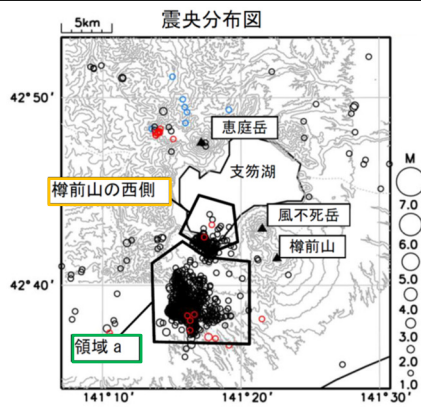 5km
震央分布図
42°50′
恵庭岳
支笏湖
樽前山の西側
風不死岳
樽前山
42°40′
領域a
M
7.0
6.0
5.0
4.0
3.0
2.0
1.0
141°10′
141°20′
141°30′